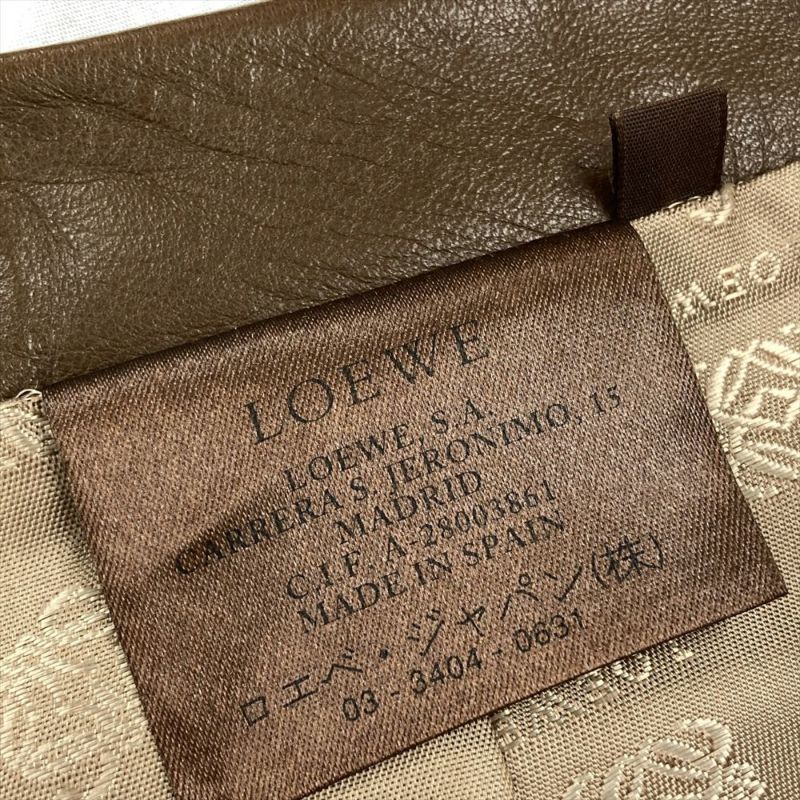 LOEWE
LOEWE, S.A.
CARRERA S. JERONIMO, 15
MADRID
C.I.F. A-28003861
MADE IN SPAIN
ロエベ・ジャパン(株)
03-3404-0631
LOEWE